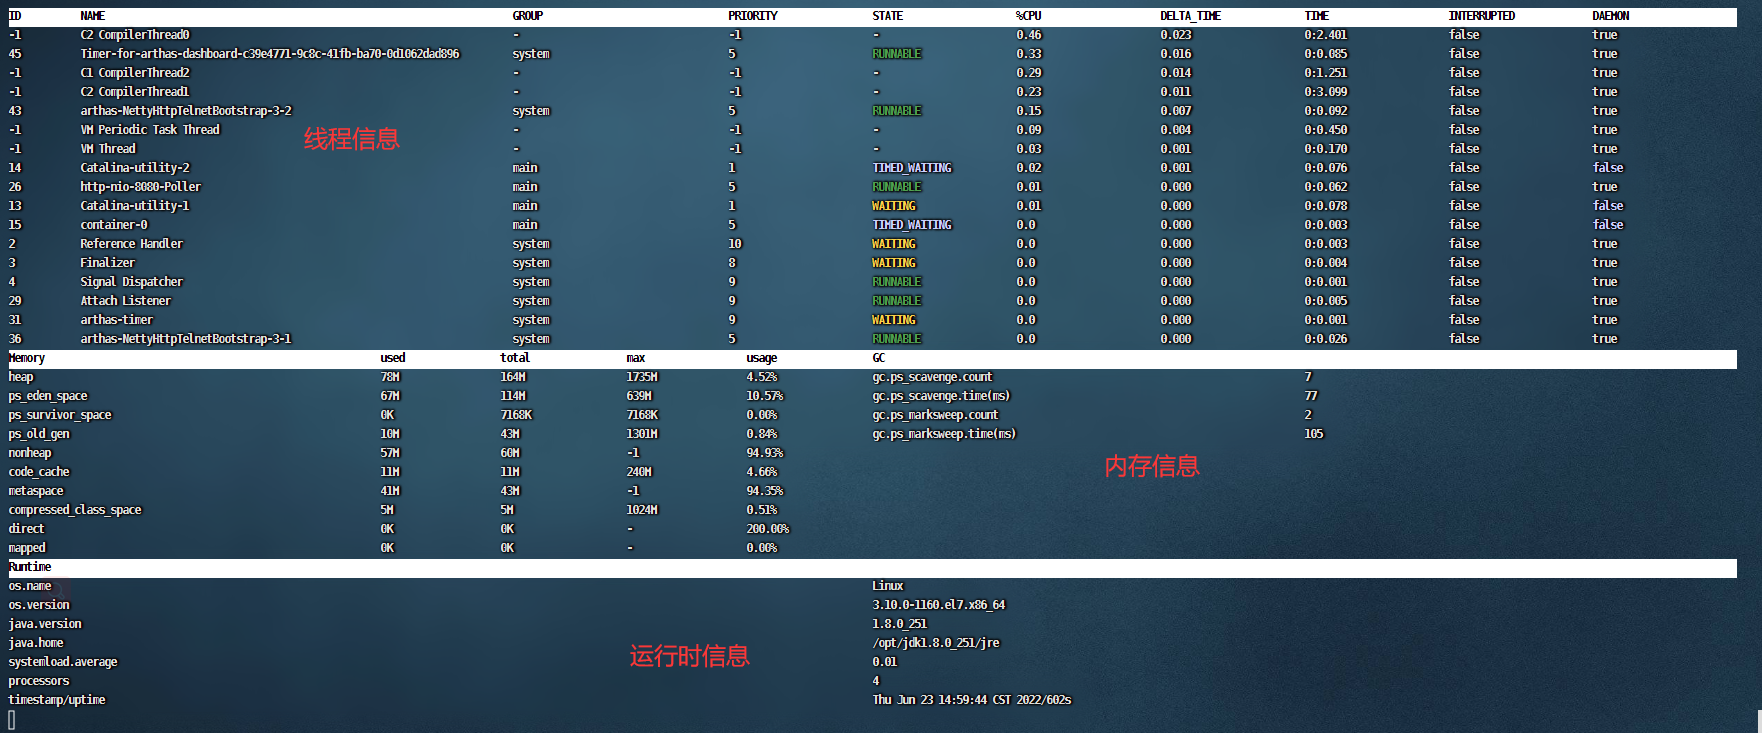 ID NAME GROUP PRIORITY STATE %CPU DELTA_TIME TIME INTERRUPTED DAEMON
-1 C2 CompilerThread0 - -1 - 0.46 0.023 0:2.401 false true
45 Timer-for-arthas-dashboard-c39e4771-9c8c-41fb-ba70-0d1062dad896 system 5 RUNNABLE 0.33 0.016 0:0.085 false true
-1 C1 CompilerThread2 - -1 - 0.29 0.014 0:1.251 false true
-1 C2 CompilerThread1 - -1 - 0.23 0.011 0:3.099 false true
43 arthas-NettyHttpTelnetBootstrap-3-2 system 5 RUNNABLE 0.15 0.007 0:0.092 false true
-1 VM Periodic Task Thread - -1 - 0.09 0.004 0:0.450 false true
线程信息
-1 VM Thread - -1 - 0.03 0.001 0:0.170 false true
14 Catalina-utility-2 main 1 TIMED_WAITING 0.02 0.001 0:0.076 false false
26 http-nio-8080-Poller main 5 RUNNABLE 0.01 0.000 0:0.062 false true
13 Catalina-utility-1 main 1 WAITING 0.01 0.000 0:0.078 false false
15 container-0 main 5 TIMED_WAITING 0.0 0.000 0:0.003 false false
2 Reference Handler system 10 WAITING 0.0 0.000 0:0.003 false true
3 Finalizer system 8 WAITING 0.0 0.000 0:0.004 false true
4 Signal Dispatcher system 9 RUNNABLE 0.0 0.000 0:0.001 false true
29 Attach Listener system 9 RUNNABLE 0.0 0.000 0:0.005 false true
31 arthas-timer system 9 WAITING 0.0 0.000 0:0.001 false true
36 arthas-NettyHttpTelnetBootstrap-3-1 system 5 RUNNABLE 0.0 0.000 0:0.026 false true
Memory used total max usage GC
heap 78M 164M 1735M 4.52% gc.ps_scavenge.count 7
ps_eden_space 67M 114M 639M 10.57% gc.ps_scavenge.time(ms) 77
ps_survivor_space 0K 7168K 7168K 0.00% gc.ps_marksweep.count 2
ps_old_gen 10M 43M 1301M 0.84% gc.ps_marksweep.time(ms) 105
nonheap 57M 60M -1 94.93%
code_cache 11M 11M 240M 4.66%
内存信息
metaspace 41M 43M -1 94.35%
compressed_class_space 5M 5M 1024M 0.51%
direct 0K 0K - 200.00%
mapped 0K 0K - 0.00%
Runtime
os.name Linux
os.version 3.10.0-1160.el7.x86_64
java.version 1.8.0_251
java.home /opt/jdk1.8.0_251/jre
运行时信息
systemload.average 0.01
processors 4
timestamp/uptime Thu Jun 23 14:59:44 CST 2022/602s